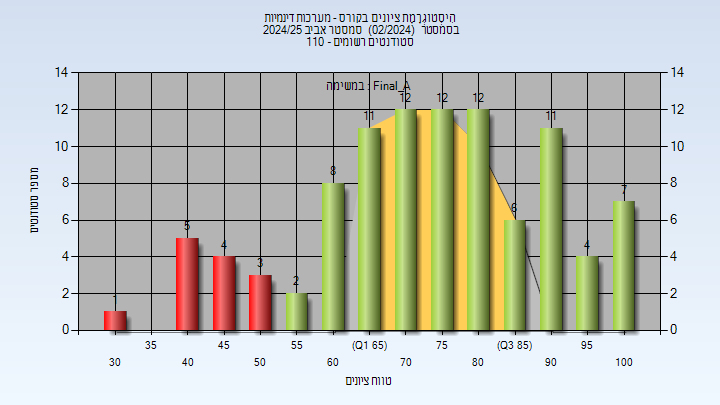 היסטוגרמת ציונים בקורס - מערכות דינמיות
בסמסטר (02/2024) סמסטר אביב 2024/25
סטודנטים רשומים - 110
במשימה : Final_A
מספר סטודנטים
14 12 10 8 6 4 2 0
14 12 10 8 6 4 2 0
1 5 4 3 2 8 11 12 12 12 6 11 4 7
35 45 55 (Q1 65) 75 (Q3 85) 95
30 40 50 60 70 80 90 100
טווח ציונים